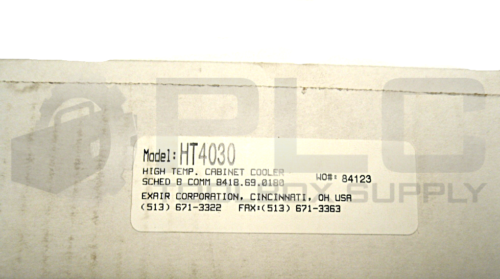 Model: HT4030
HIGH TEMP. CABINET COOLER
SCHED B COMM 8418.69.0180 WO#: 84123
EXAIR CORPORATION, CINCINNATI, OH USA
(513) 671-3322 FAX:(513) 671-3363
PLC
TOOLBOX SUPPLY